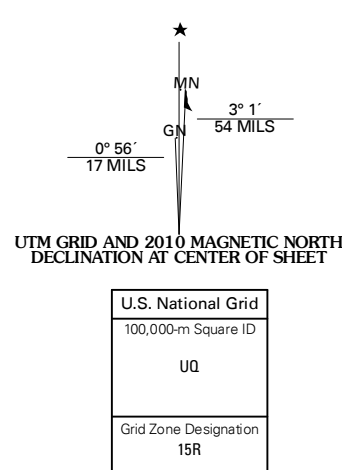 MN
3° 1´
54 MILS
GN
0° 56´
17 MILS
UTM GRID AND 2010 MAGNETIC NORTH
DECLINATION AT CENTER OF SHEET
U.S. National Grid
100,000-m Square ID
UQ
Grid Zone Designation
15R